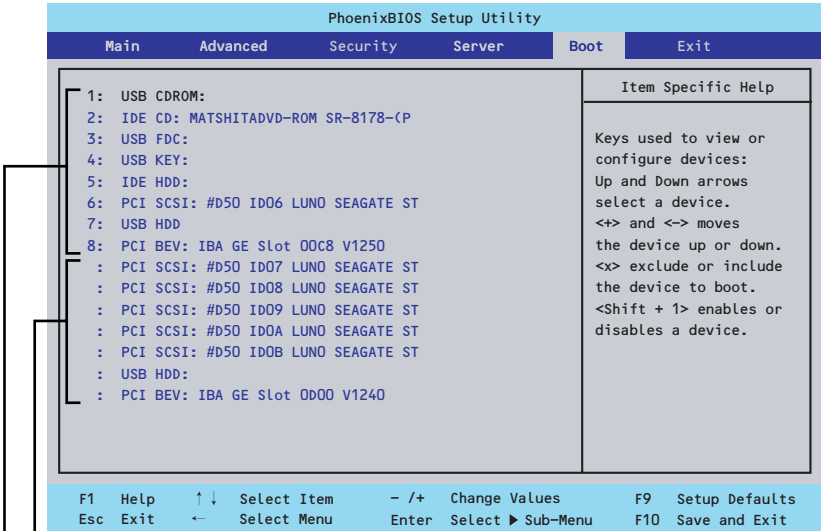 PhoenixBIOS Setup Utility
Main Advanced Security Server Boot Exit
1: USB CDROM:
2: IDE CD: MATSHITADVD-ROM SR-8178-(P
3: USB FDC:
4: USB KEY:
5: IDE HDD:
6: PCI SCSI: #D50 ID06 LUN0 SEAGATE ST
7: USB HDD
8: PCI BEV: IBA GE Slot 00C8 V1250
: PCI SCSI: #D50 ID07 LUN0 SEAGATE ST
: PCI SCSI: #D50 ID08 LUN0 SEAGATE ST
: PCI SCSI: #D50 ID09 LUN0 SEAGATE ST
: PCI SCSI: #D50 ID0A LUN0 SEAGATE ST
: PCI SCSI: #D50 ID0B LUN0 SEAGATE ST
: USB HDD:
: PCI BEV: IBA GE Slot 0D00 V1240
Item Specific Help
Keys used to view or
configure devices:
Up and Down arrows
select a device.
<+> and <-> moves
the device up or down.
<x> exclude or include
the device to boot.
<Shift + 1> enables or
disables a device.
F1 Help ↑↓ Select Item - /+ Change Values F9 Setup Defaults
Esc Exit ← Select Menu Enter Select ▶ Sub-Menu F10 Save and Exit